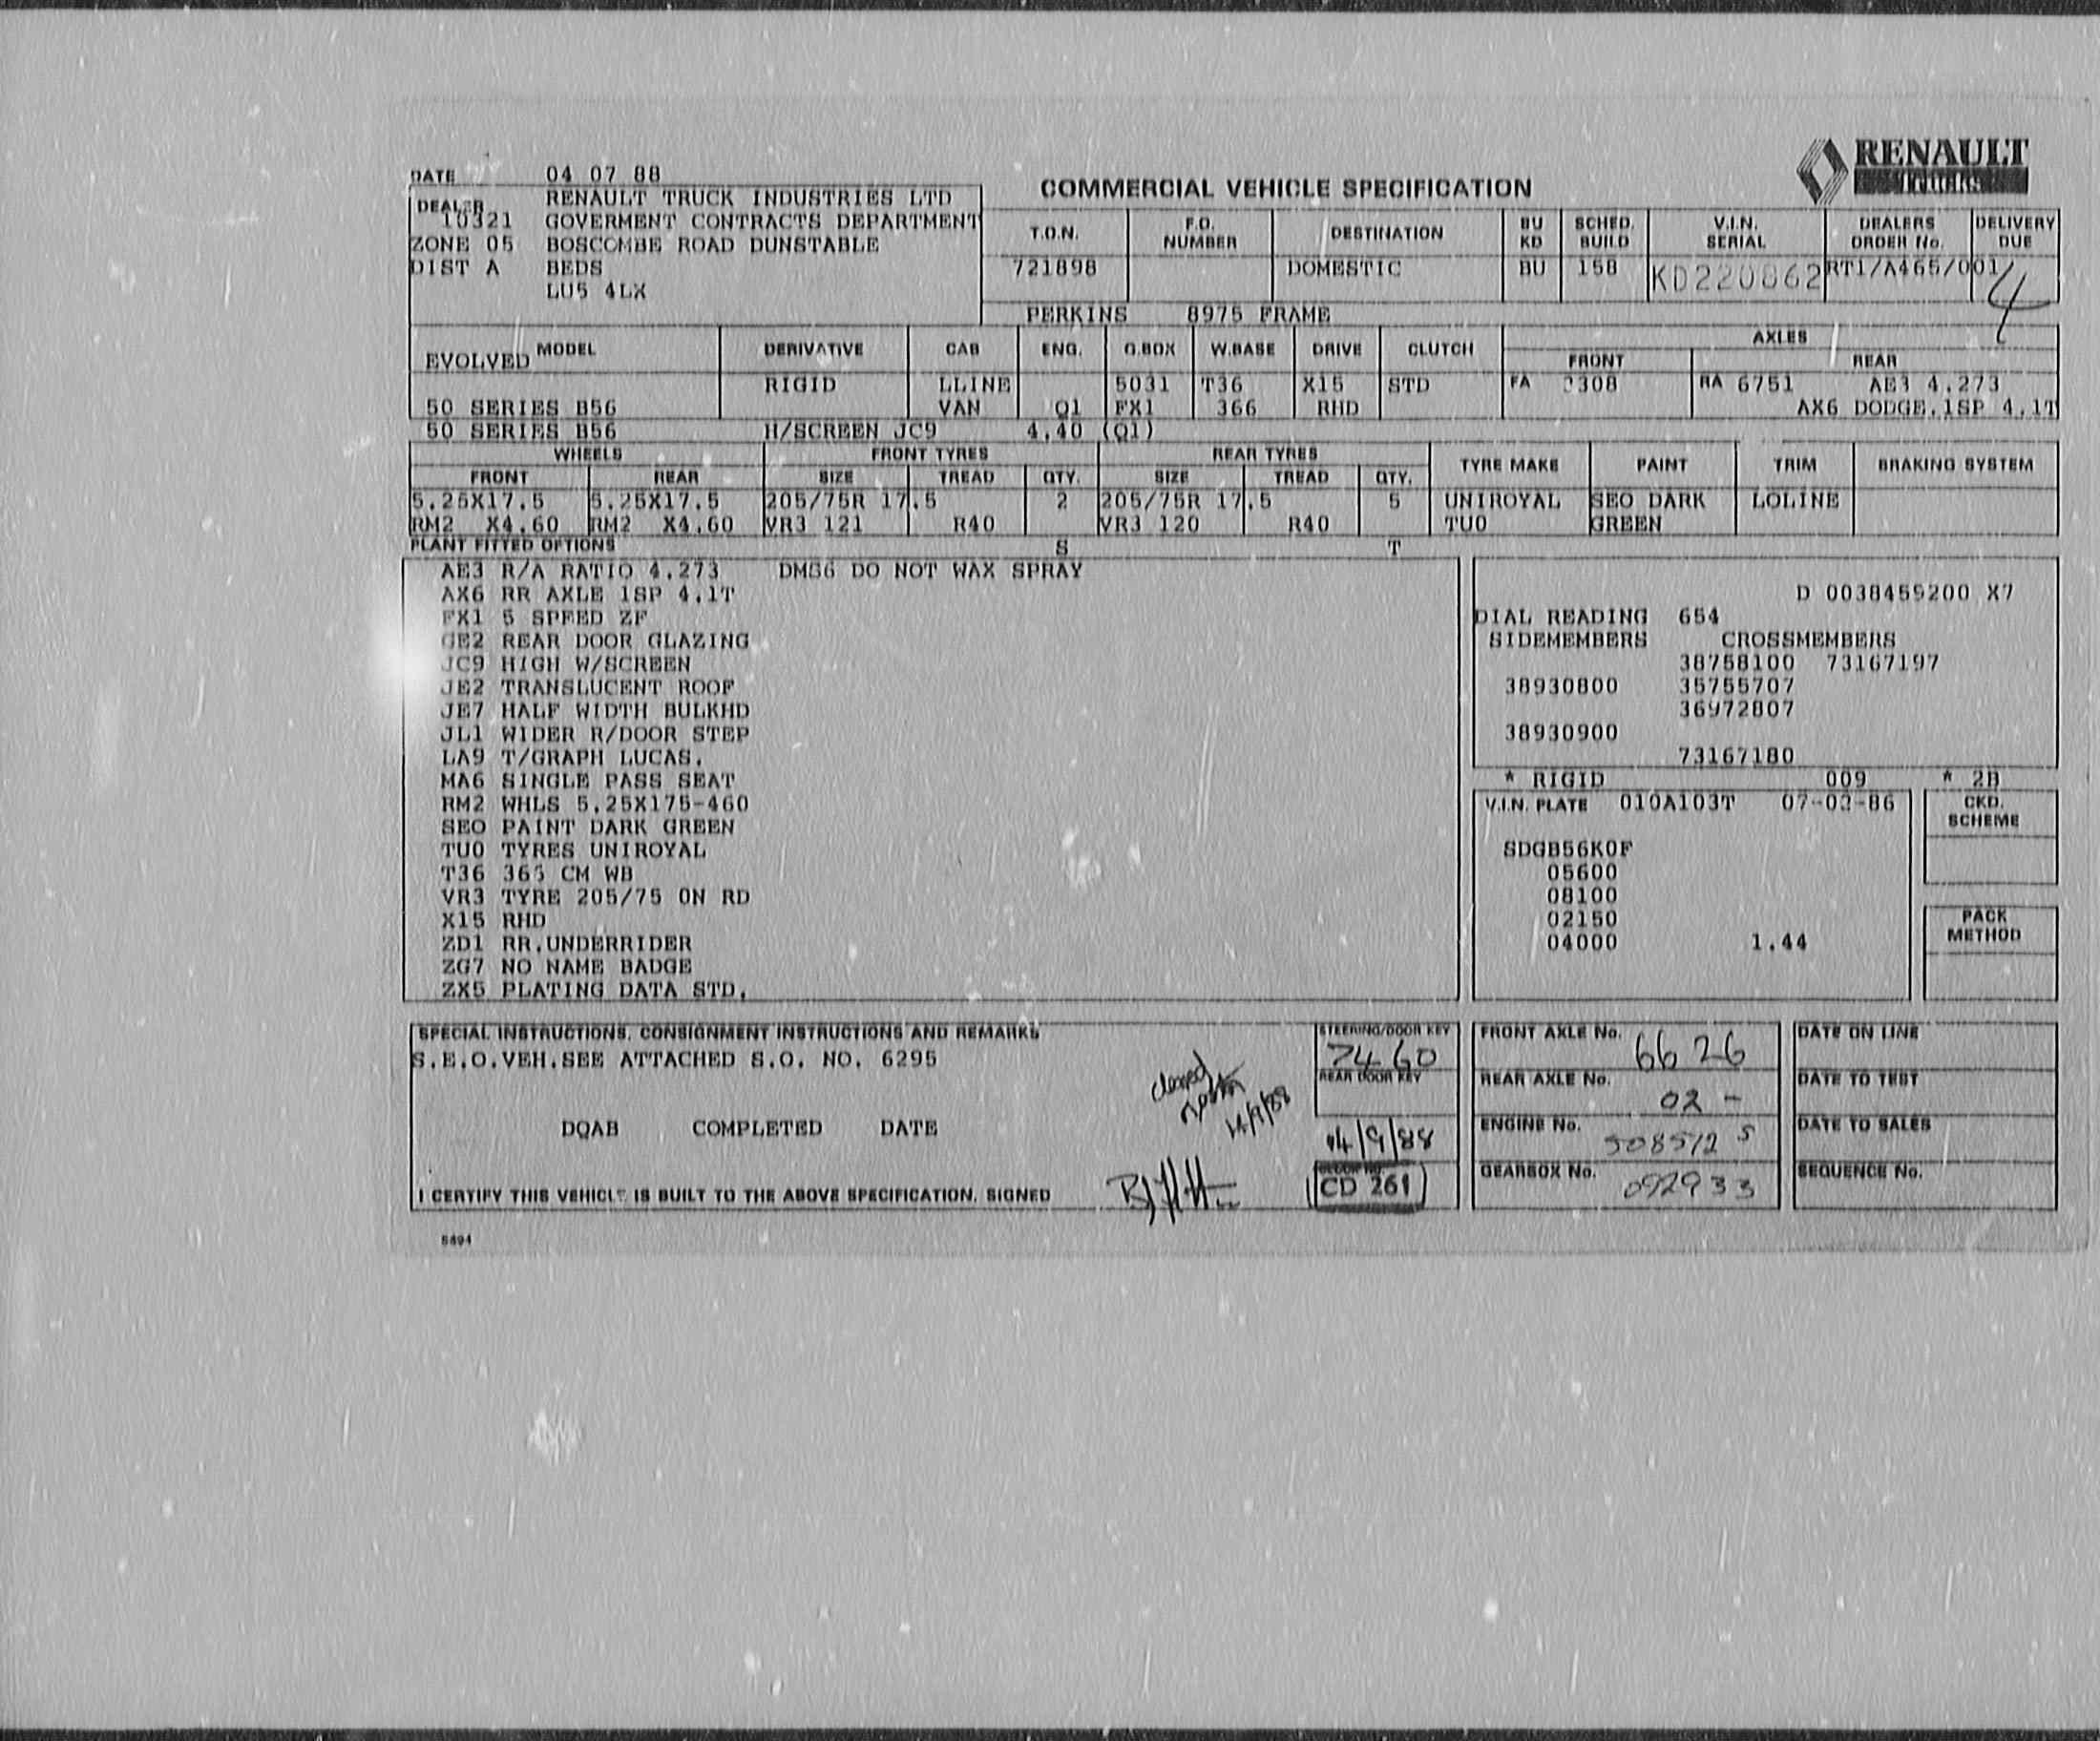 RENAULT
TRUCKS
DATE 04 07 88
COMMERCIAL VEHICLE SPECIFICATION
DEALER RENAULT TRUCK INDUSTRIES LTD
10321 GOVERMENT CONTRACTS DEPARTMENT
ZONE 05 BOSCOMBE ROAD DUNSTABLE
DIST A BEDS
LU5 4LX
T.O.N. F.O. NUMBER DESTINATION BU KD SCHED. BUILD V.I.N. SERIAL DEALERS ORDER No. DELIVERY DUE
721898 DOMESTIC BU 158 KD220862 RT1/A465/001 4
PERKINS 8975 FRAME
MODEL DERIVATIVE CAB ENG. G.BOX W.BASE DRIVE CLUTCH AXLES
EVOLVED FRONT REAR
RIGID LLINE 5031 T36 X15 STD FA 308 RA 6751 AE3 4.273
50 SERIES B56 VAN Q1 FX1 366 RHD AX6 DODGE.1SP 4.1T
50 SERIES B56 H/SCREEN JC9 4.40 (Q1)
WHEELS FRONT TYRES REAR TYRES TYRE MAKE PAINT TRIM BRAKING SYSTEM
FRONT REAR SIZE TREAD QTY. SIZE TREAD QTY.
5.25X17.5 5.25X17.5 205/75R 17.5 2 205/75R 17.5 5 UNIROYAL SEO DARK LOLINE
RM2 X4.60 RM2 X4.60 VR3 121 R40 VR3 120 R40 TU0 GREEN
PLANT FITTED OPTIONS S T
AE3 R/A RATIO 4.273 DMG6 DO NOT WAX SPRAY
AX6 RR AXLE 1SP 4.1T
FX1 5 SPEED ZF
GE2 REAR DOOR GLAZING
JC9 HIGH W/SCREEN
JE2 TRANSLUCENT ROOF
JE7 HALF WIDTH BULKHD
JL1 WIDER R/DOOR STEP
LA9 T/GRAPH LUCAS.
MA6 SINGLE PASS SEAT
RM2 WHLS 5.25X175-460
SEO PAINT DARK GREEN
TU0 TYRES UNIROYAL
T36 366 CM WB
VR3 TYRE 205/75 ON RD
X15 RHD
ZD1 RR.UNDERRIDER
ZG7 NO NAME BADGE
ZX5 PLATING DATA STD.
D 0038459200 X7
DIAL READING 654
SIDEMEMBERS CROSSMEMBERS
38758100 73167197
38930800 35755707
36972807
38930900
73167180
* RIGID 009 * 2B
V.I.N. PLATE 010A103T 07-02-86
SDGB56K0F
05600
08100
02150
04000 1.44
CKD. SCHEME
PACK METHOD
SPECIAL INSTRUCTIONS, CONSIGNMENT INSTRUCTIONS AND REMARKS
S.E.O.VEH.SEE ATTACHED S.O. NO. 6295
DQAB COMPLETED DATE
closed
14/9/88
I CERTIFY THIS VEHICLE IS BUILT TO THE ABOVE SPECIFICATION. SIGNED
STEERING/DOOR KEY
7460
REAR DOOR KEY
14/9/88
CD 261
FRONT AXLE No. 6626
REAR AXLE No. 02 -
ENGINE No. 508512 S
GEARBOX No. 092933
DATE ON LINE
DATE TO TEST
DATE TO SALES
SEQUENCE No.
5494